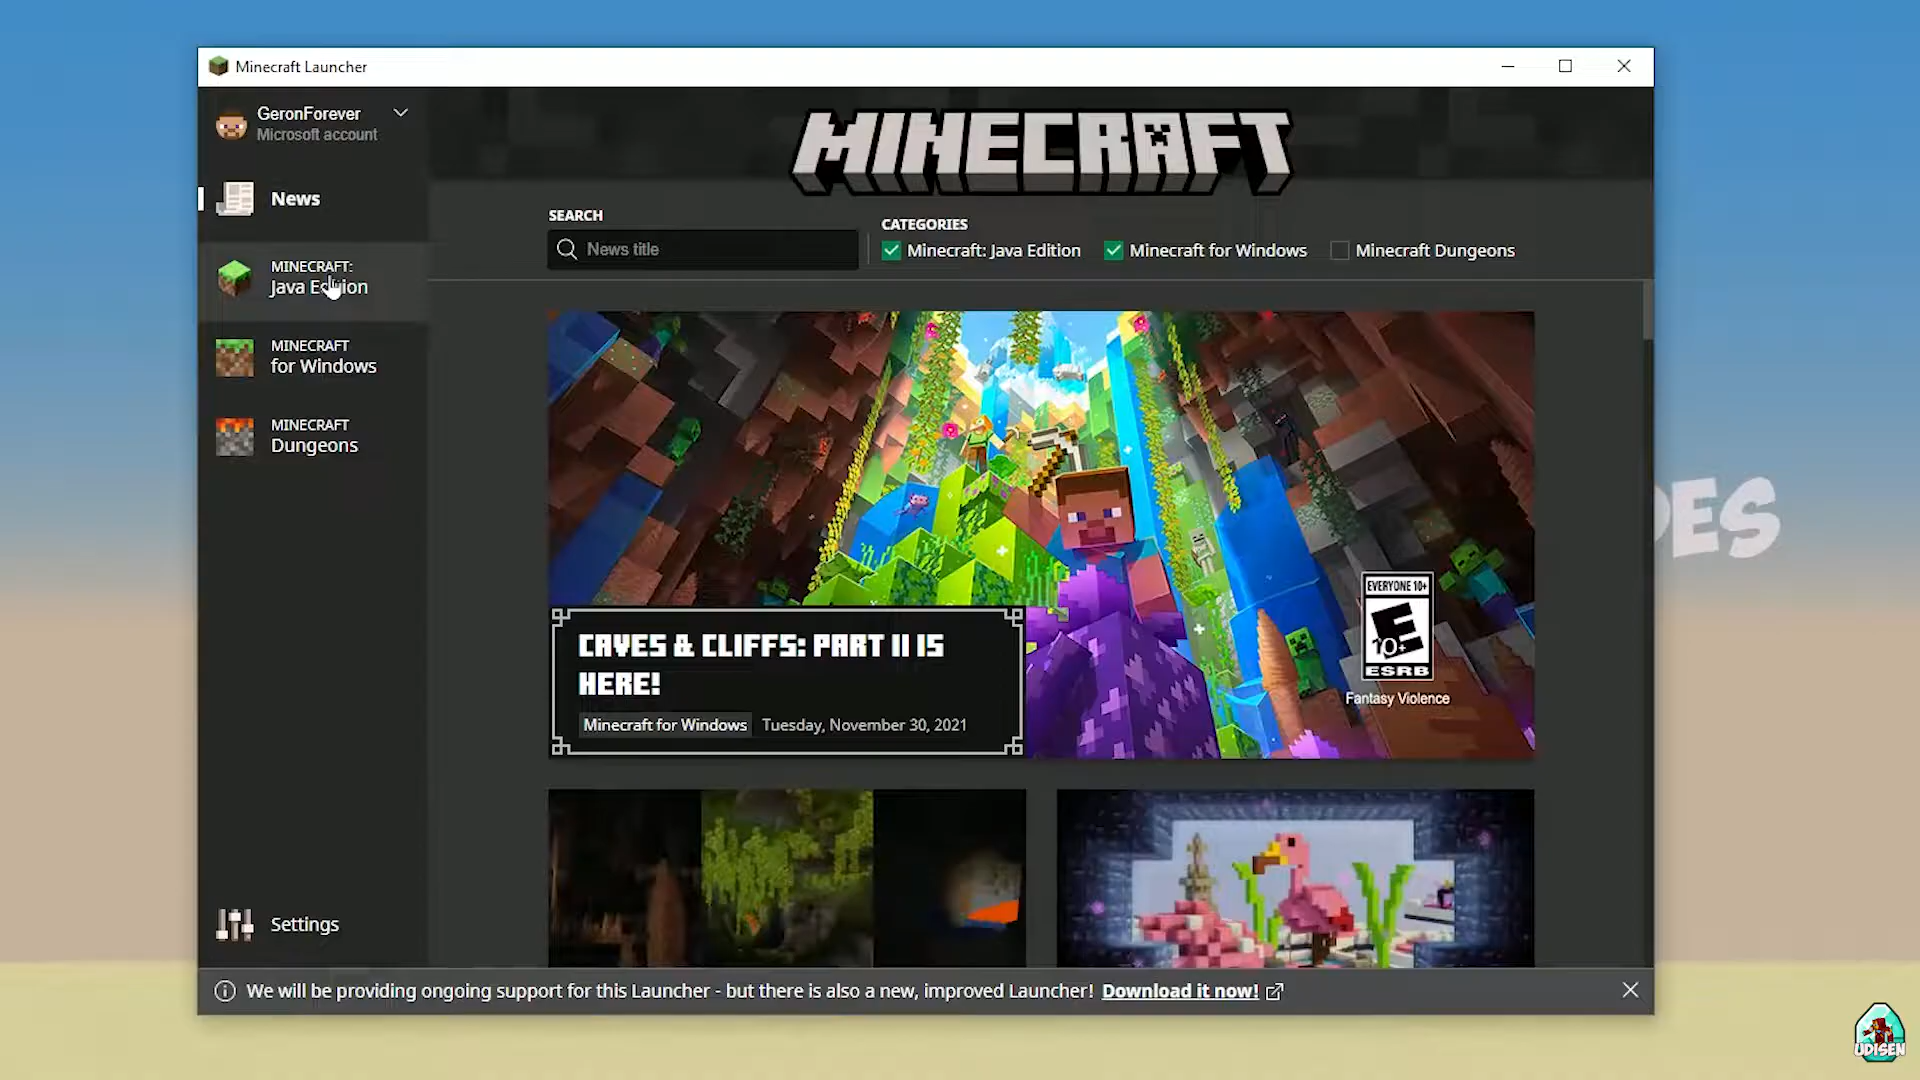 Minecraft Launcher
GeronForever
Microsoft account
News
MINECRAFT:
Java Edition
MINECRAFT
for Windows
MINECRAFT
Dungeons
Settings
MINECRAFT
SEARCH
News title
CATEGORIES
Minecraft: Java Edition
Minecraft for Windows
Minecraft Dungeons
CAVES & CLIFFS: PART II IS
HERE!
Minecraft for Windows Tuesday, November 30, 2021
EVERYONE 10+
E
10+
ESRB
Fantasy Violence
DES
We will be providing ongoing support for this Launcher - but there is also a new, improved Launcher! Download it now!
UDISEN